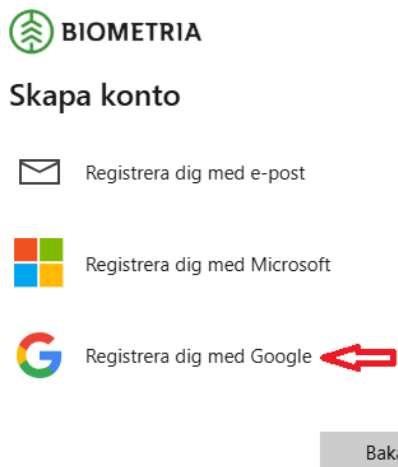 BIOMETRIA
Skapa konto
Registrera dig med e-post
Registrera dig med Microsoft
Registrera dig med Google